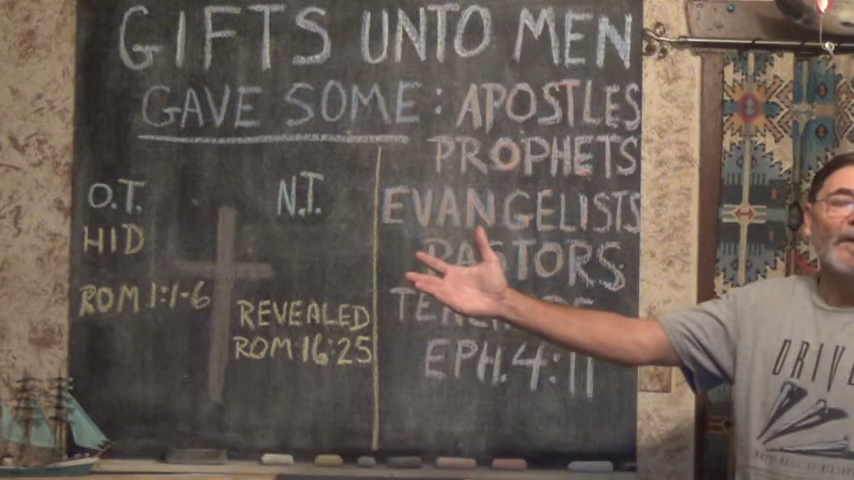 GIFTS UNTO MEN
GAVE SOME: APOSTLES
PROPHETS
EVANGELISTS
PASTORS
EPH. 4:11
O.T.
HID
ROM 1:1-6
N.T.
REVEALED
ROM 16:25